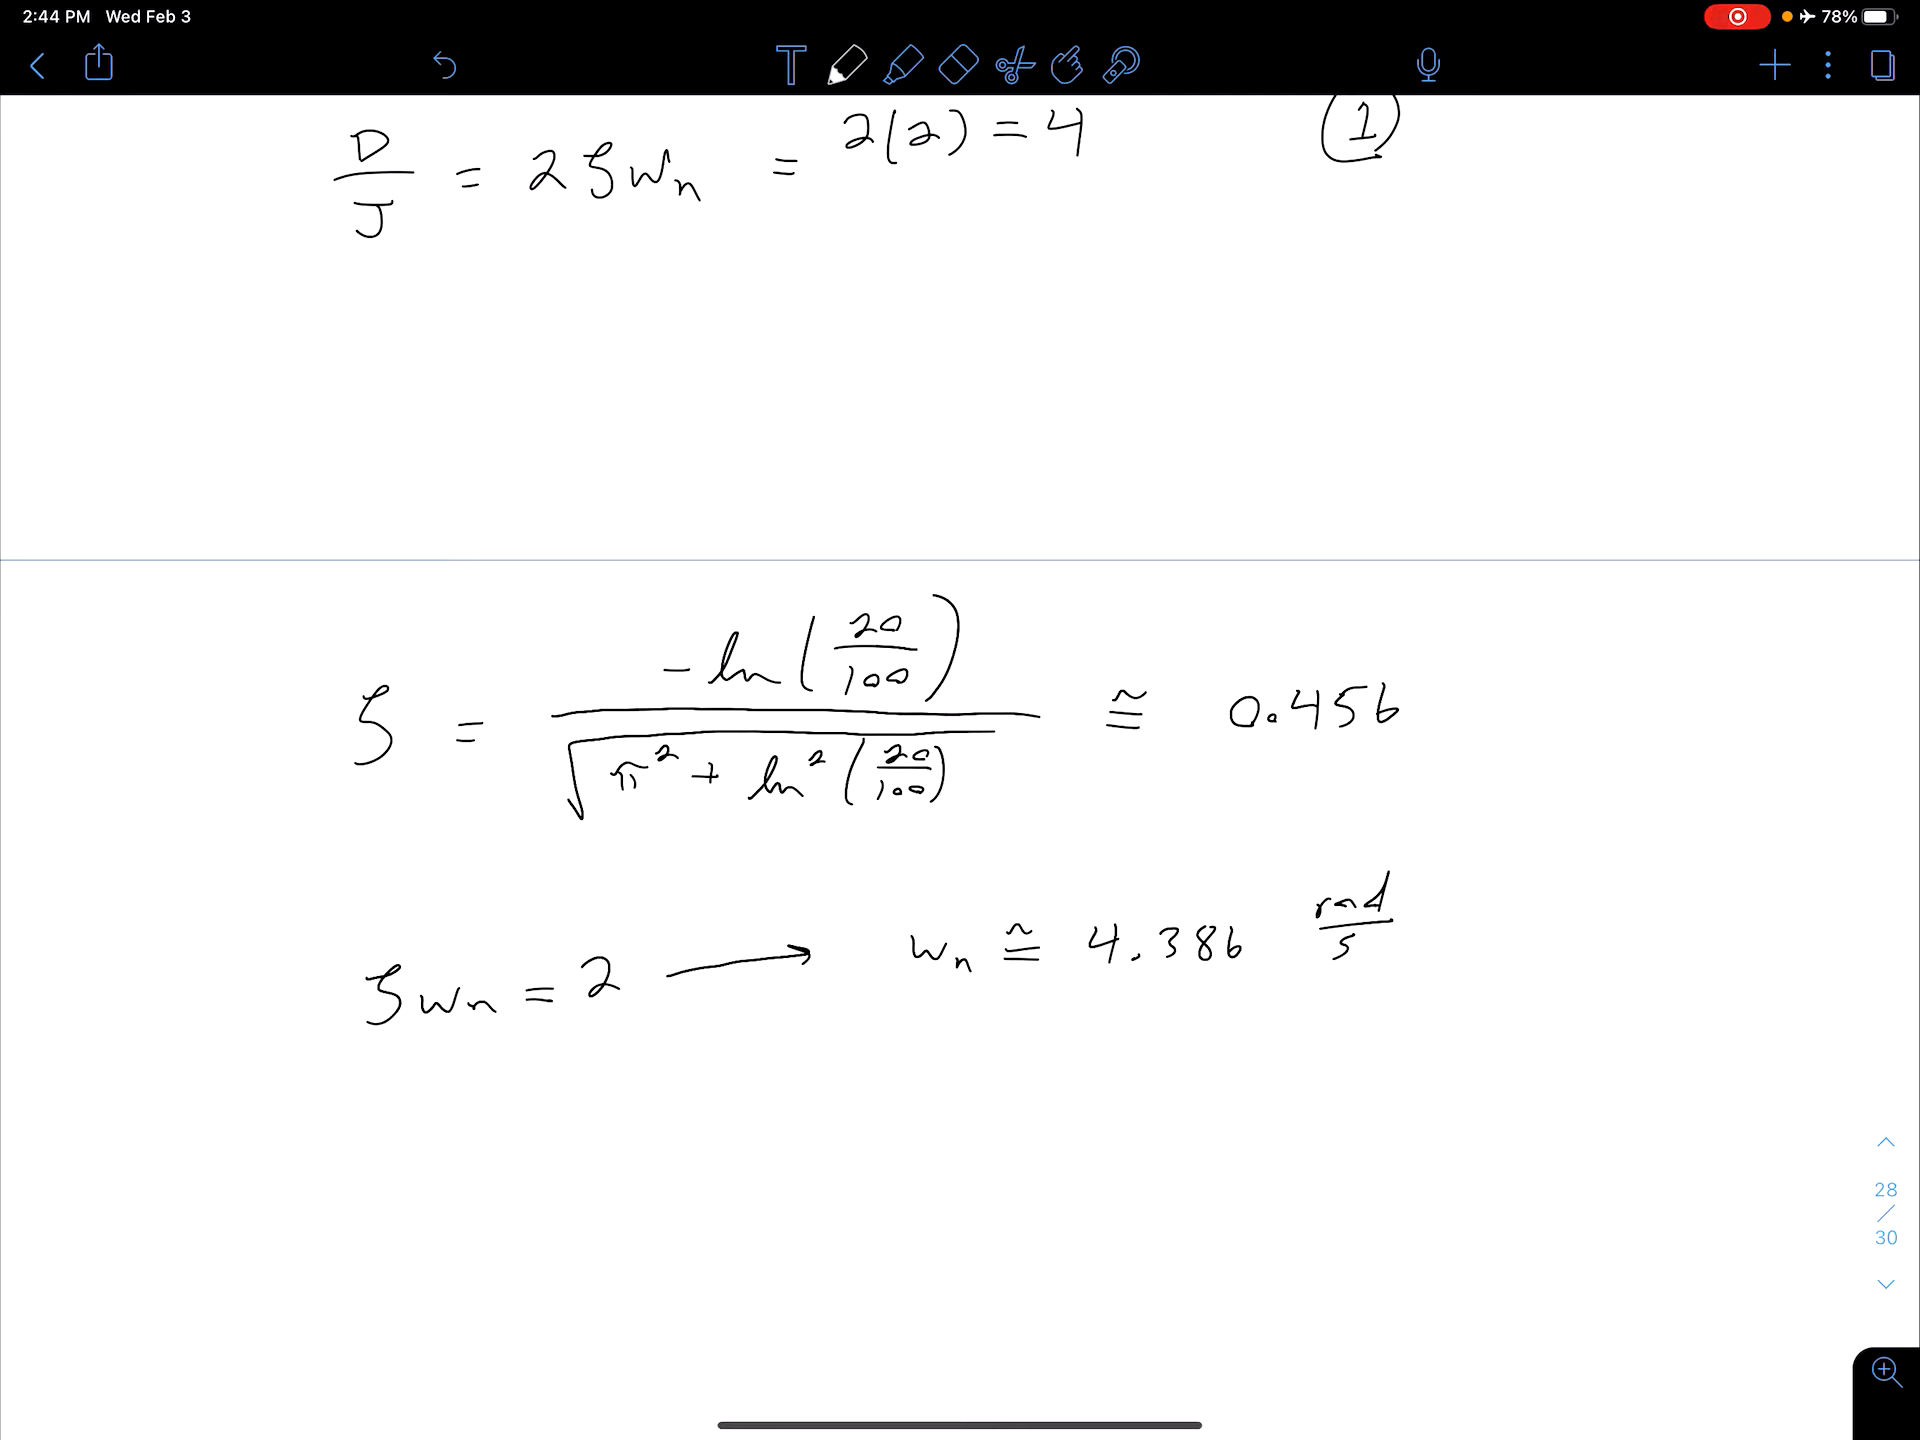 2:44 PM Wed Feb 3
78%
T
D/J = 2ζωn = 2(2) = 4 (1)
ζ = -ln(20/100) / √(π² + ln²(20/100)) ≅ 0.456
ζωn = 2 → ωn ≅ 4.386 rad/s
28
/
30